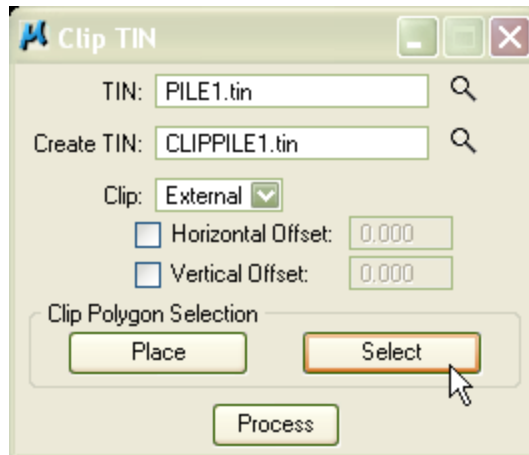 Clip TIN
TIN: PILE1.tin
Create TIN: CLIPPILE1.tin
Clip: External
Horizontal Offset: 0.000
Vertical Offset: 0.000
Clip Polygon Selection
Place Select
Process